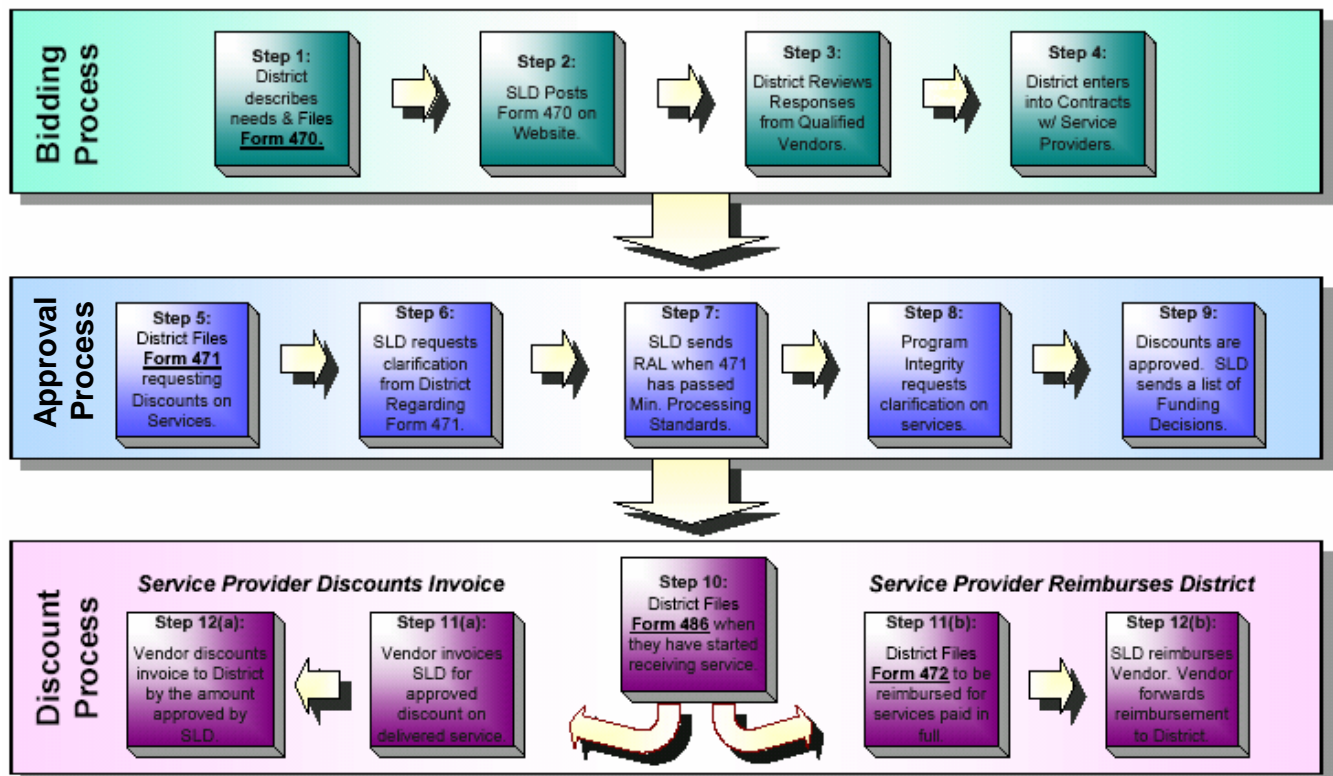 Bidding
Process
Step 1:
District
describes
needs & Files
Form 470.
Step 2:
SLD Posts
Form 470 on
Website.
Step 3:
District Reviews
Responses
from Qualified
Vendors.
Step 4:
District enters
into Contracts
w/ Service
Providers.
Approval
Process
Step 5:
District Files
Form 471
requesting
Discounts on
Services.
Step 6:
SLD requests
clarification
from District
Regarding
Form 471.
Step 7:
SLD sends
RAL when 471
has passed
Min. Processing
Standards.
Step 8:
Program
Integrity
requests
clarification on
services.
Step 9:
Discounts are
approved. SLD
sends a list of
Funding
Decisions.
Discount
Process
Step 10:
District Files
Form 486 when
they have started
receiving service.
Service Provider Discounts Invoice
Step 11(a):
Vendor invoices
SLD for
approved
discount on
delivered service.
Step 12(a):
Vendor discounts
invoice to District
by the amount
approved by
SLD.
Service Provider Reimburses District
Step 11(b):
District Files
Form 472 to be
reimbursed for
services paid in
full.
Step 12(b):
SLD reimburses
Vendor. Vendor
forwards
reimbursement
to District.